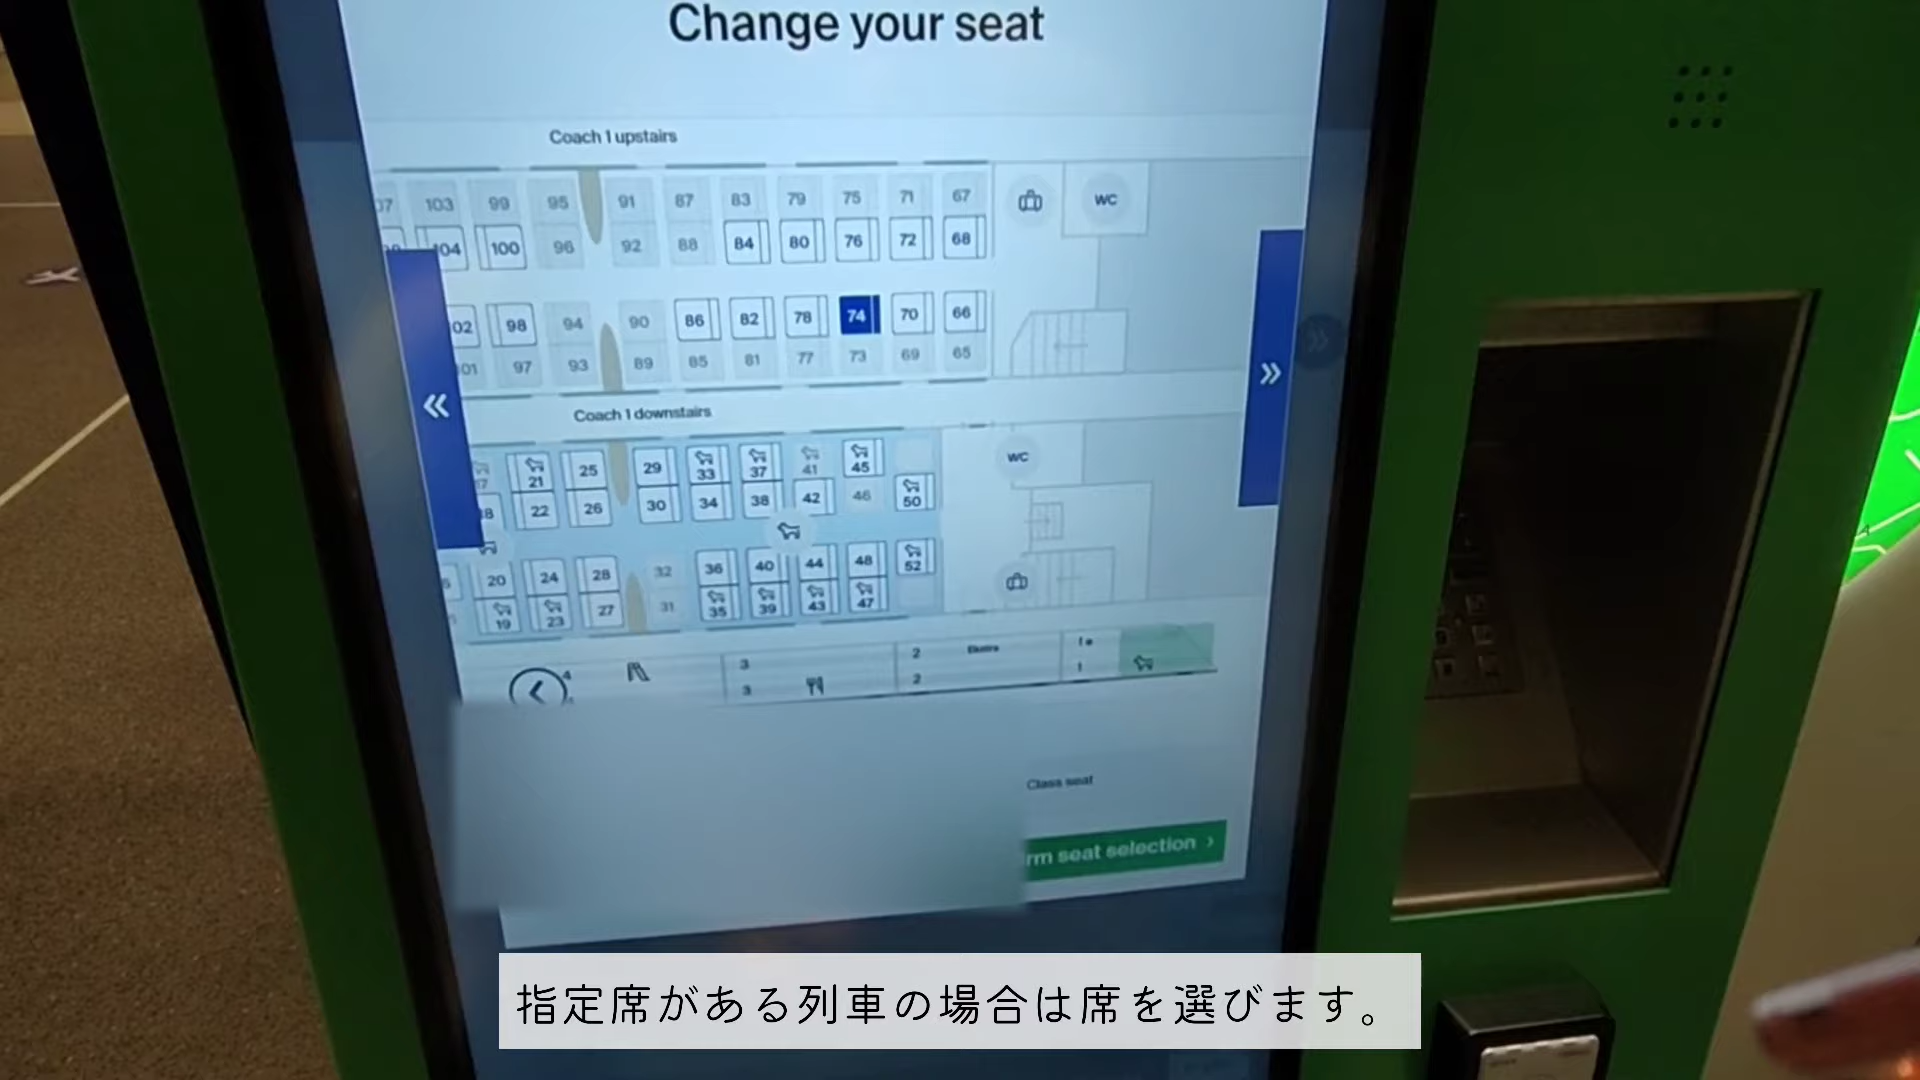 Change your seat
Coach 1 upstairs
103 99 95 91 87 83 79 75 71 67
WC
104 100 96 92 88 84 80 76 72 68
98 94 90 86 82 78 74 70 66
97 93 89 85 81 77 73 69 65
«
»
Coach 1 downstairs
21 25 29 33 37 41 45
WC
22 26 30 34 38 42 46 50
20 24 28 32 36 40 44 48 52
19 23 27 31 35 39 43 47
3 2
3 2 1
Class seat
rm seat selection ›
指定席がある列車の場合は席を選びます。